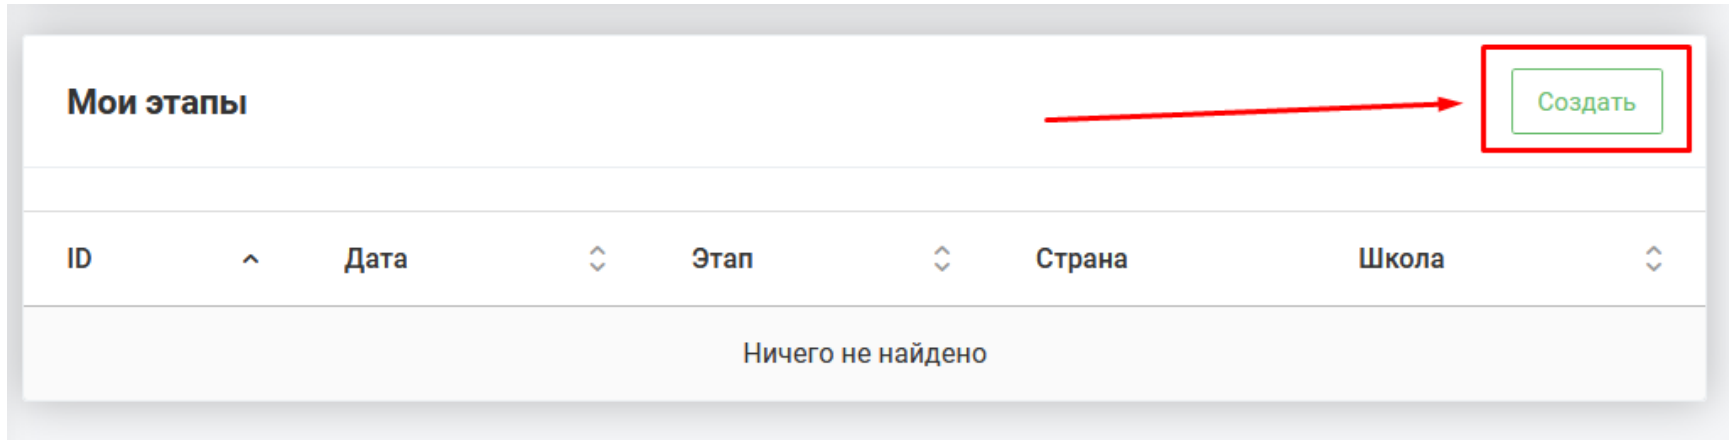 Мои этапы
Создать
ID Дата Этап Страна Школа
Ничего не найдено